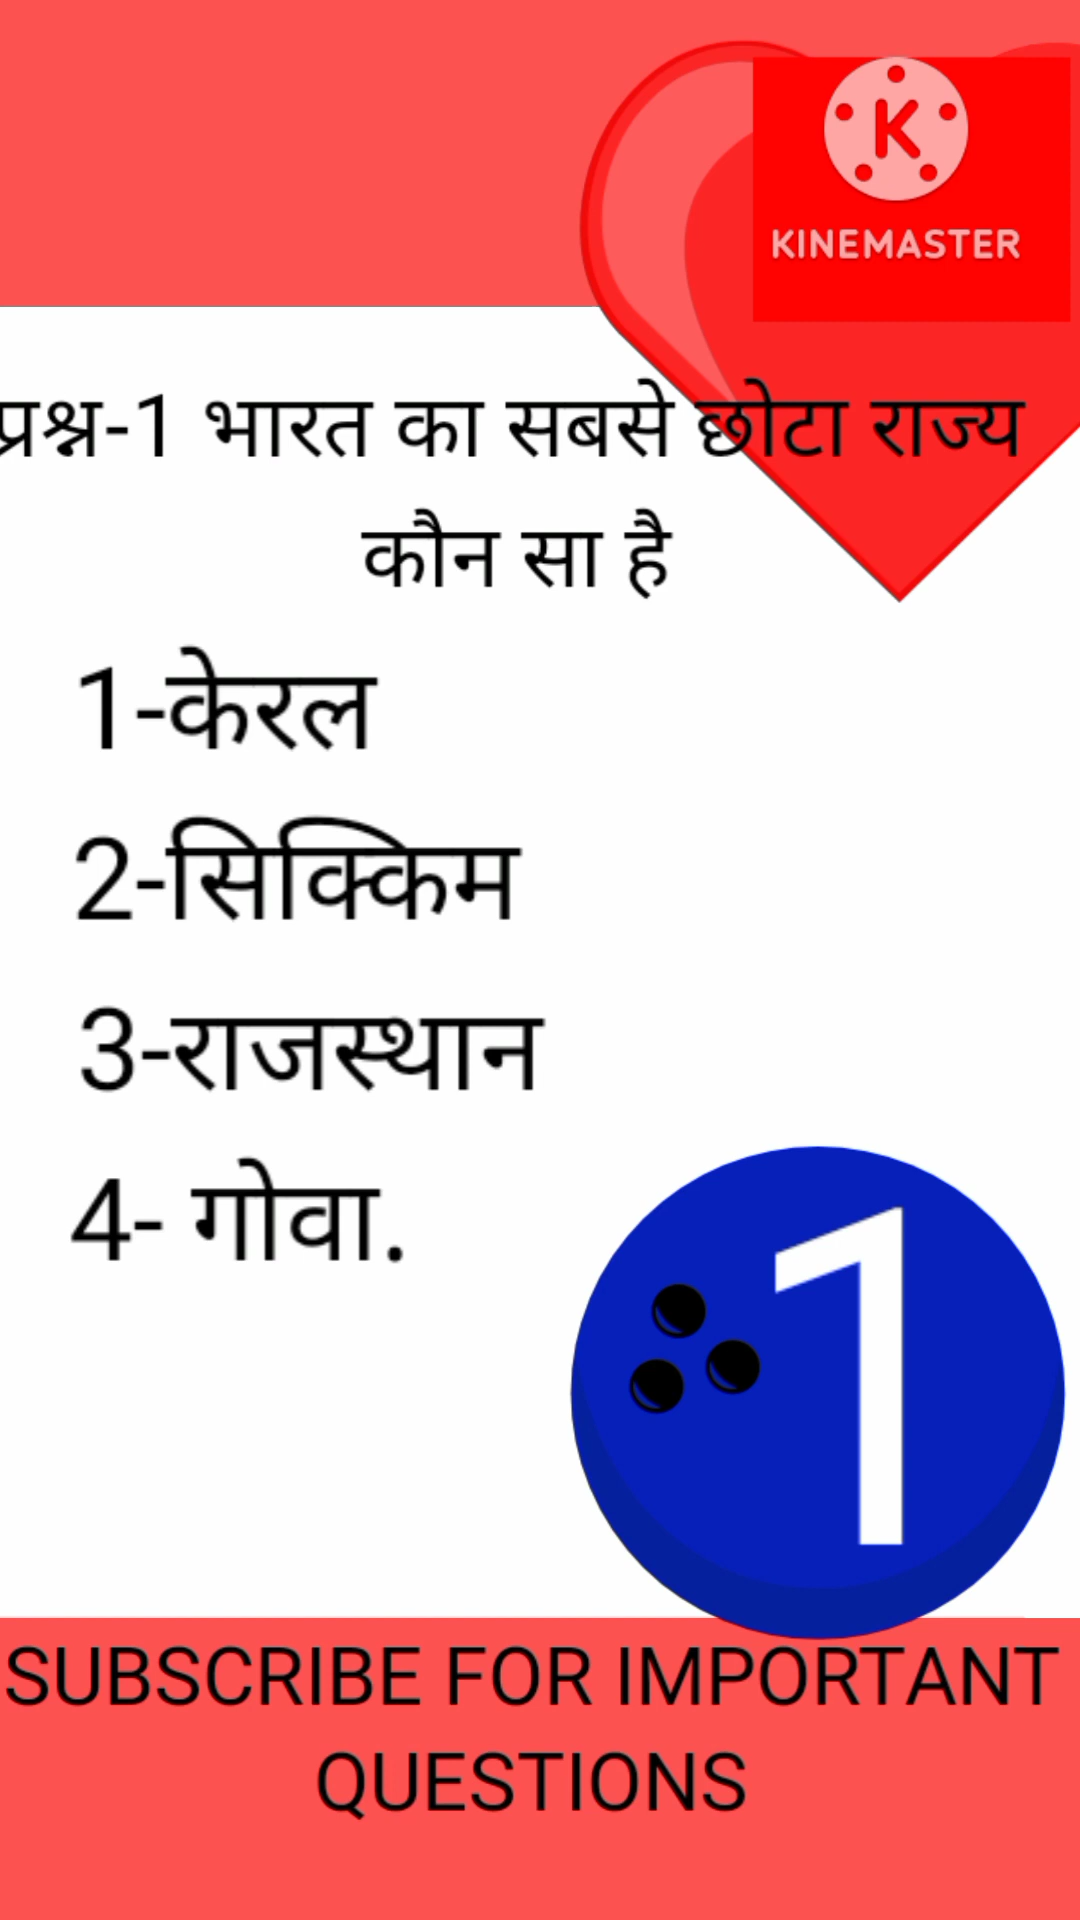 K
KINEMASTER
प्रश्न-1 भारत का सबसे छोटा राज्य
कौन सा है
1-केरल
2-सिक्किम
3-राजस्थान
4- गोवा.
1
SUBSCRIBE FOR IMPORTANT
QUESTIONS